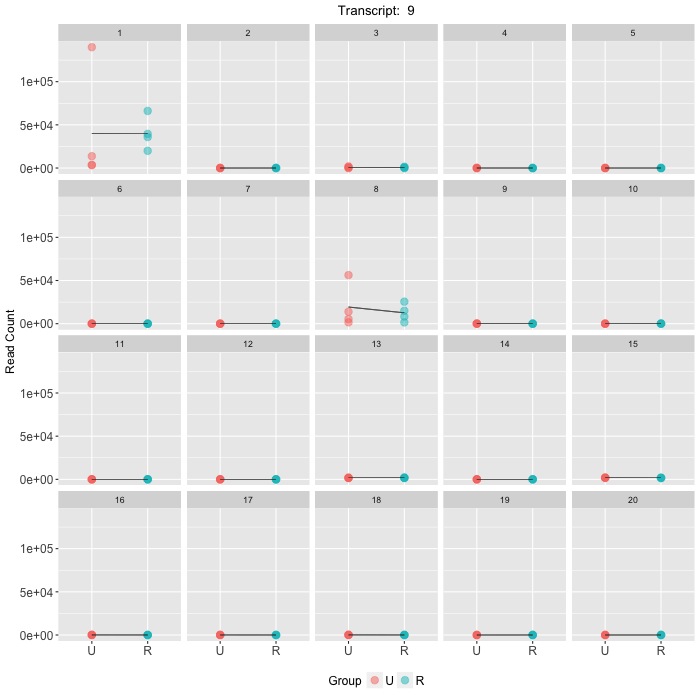 Transcript: 9
1 2 3 4 5
1e+05
5e+04
0e+00
6 7 8 9 10
1e+05
5e+04
0e+00
Read Count
11 12 13 14 15
1e+05
5e+04
0e+00
16 17 18 19 20
1e+05
5e+04
0e+00
U R U R U R U R U R
Group U R